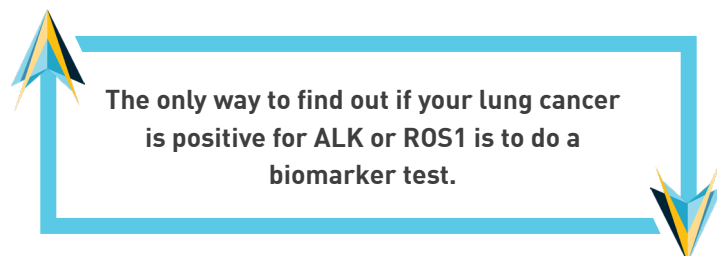 The only way to find out if your lung cancer
is positive for ALK or ROS1 is to do a
biomarker test.